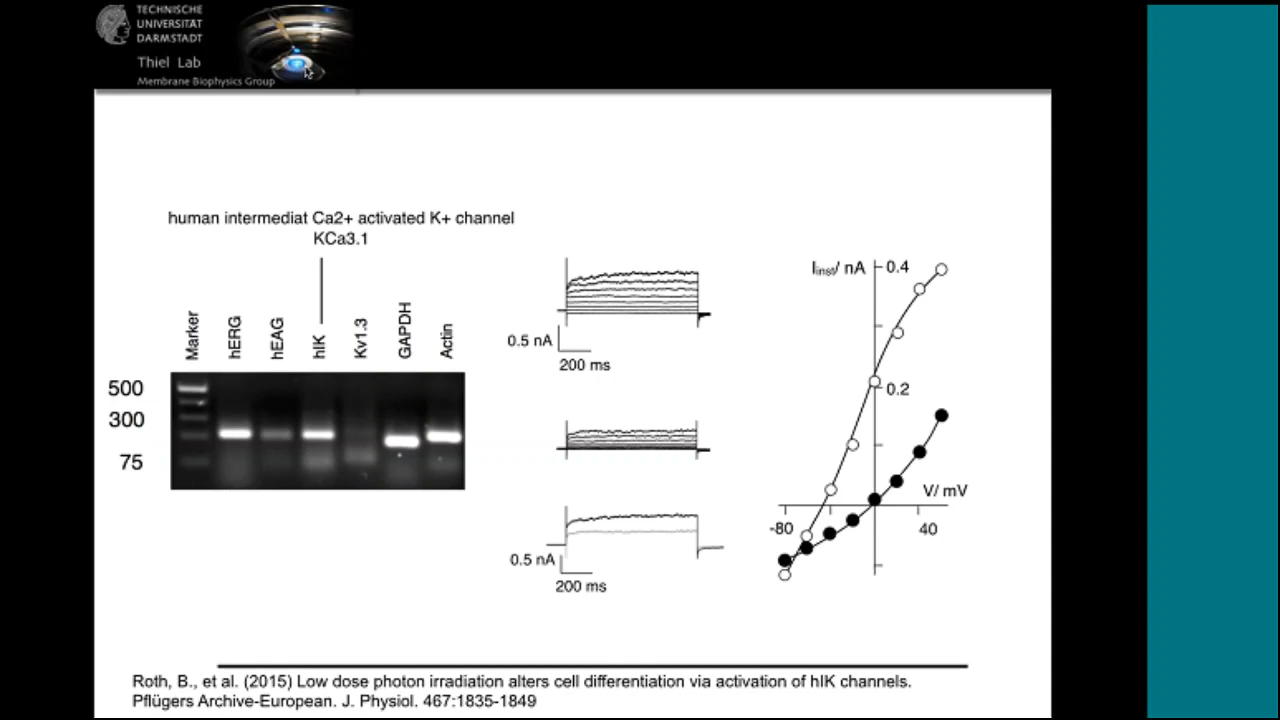 TECHNISCHE
UNIVERSITÄT
DARMSTADT
Thiel Lab
Membrane Biophysics Group
human intermediat Ca2+ activated K+ channel
KCa3.1
Marker
hERG
hEAG
hIK
Kv1.3
GAPDH
Actin
500
300
75
0.5 nA
200 ms
0.5 nA
200 ms
Iinst/ nA
0.4
0.2
V/ mV
-80
40
Roth, B., et al. (2015) Low dose photon irradiation alters cell differentiation via activation of hIK channels.
Pflügers Archive-European. J. Physiol. 467:1835-1849